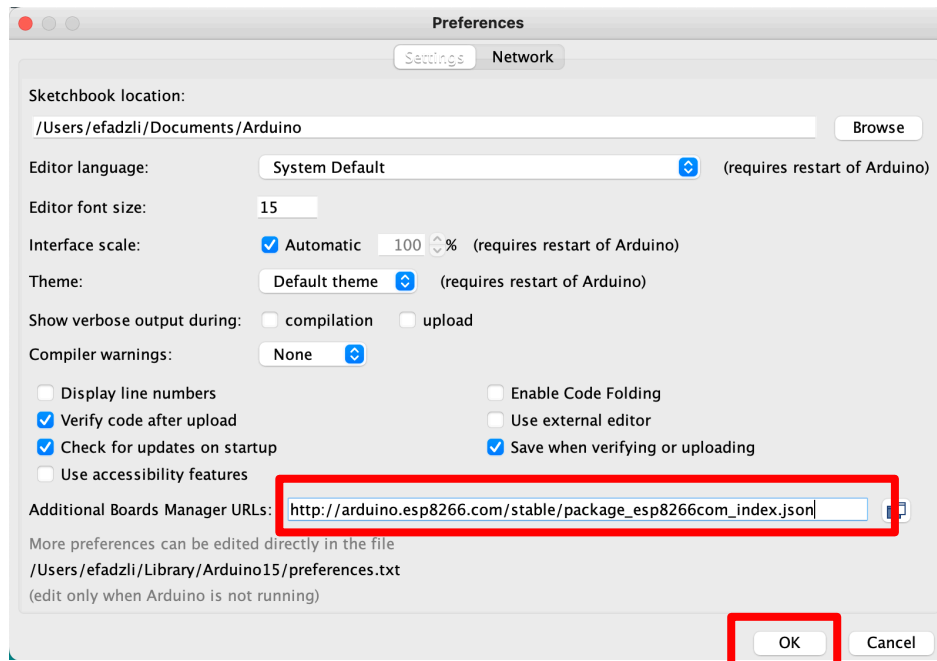 Preferences
Settings Network
Sketchbook location:
/Users/efadzli/Documents/Arduino Browse
Editor language: System Default (requires restart of Arduino)
Editor font size: 15
Interface scale: Automatic 100 % (requires restart of Arduino)
Theme: Default theme (requires restart of Arduino)
Show verbose output during: compilation upload
Compiler warnings: None
Display line numbers Enable Code Folding
Verify code after upload Use external editor
Check for updates on startup Save when verifying or uploading
Use accessibility features
Additional Boards Manager URLs: http://arduino.esp8266.com/stable/package_esp8266com_index.json
More preferences can be edited directly in the file
/Users/efadzli/Library/Arduino15/preferences.txt
(edit only when Arduino is not running)
OK Cancel